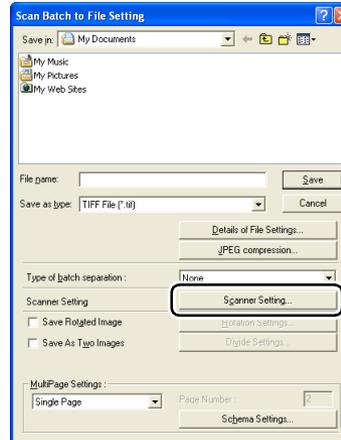 Scan Batch to File Setting
Save in: My Documents
My Music
My Pictures
My Web Sites
File name: Save
Save as type: TIFF File (*.tif) Cancel
Details of File Settings...
JPEG compression...
Type of batch separation : None
Scanner Setting Scanner Setting...
Save Rotated Image Rotation Settings...
Save As Two Images Divide Settings...
MultiPage Settings :
Single Page Page Number : 2
Schema Settings...